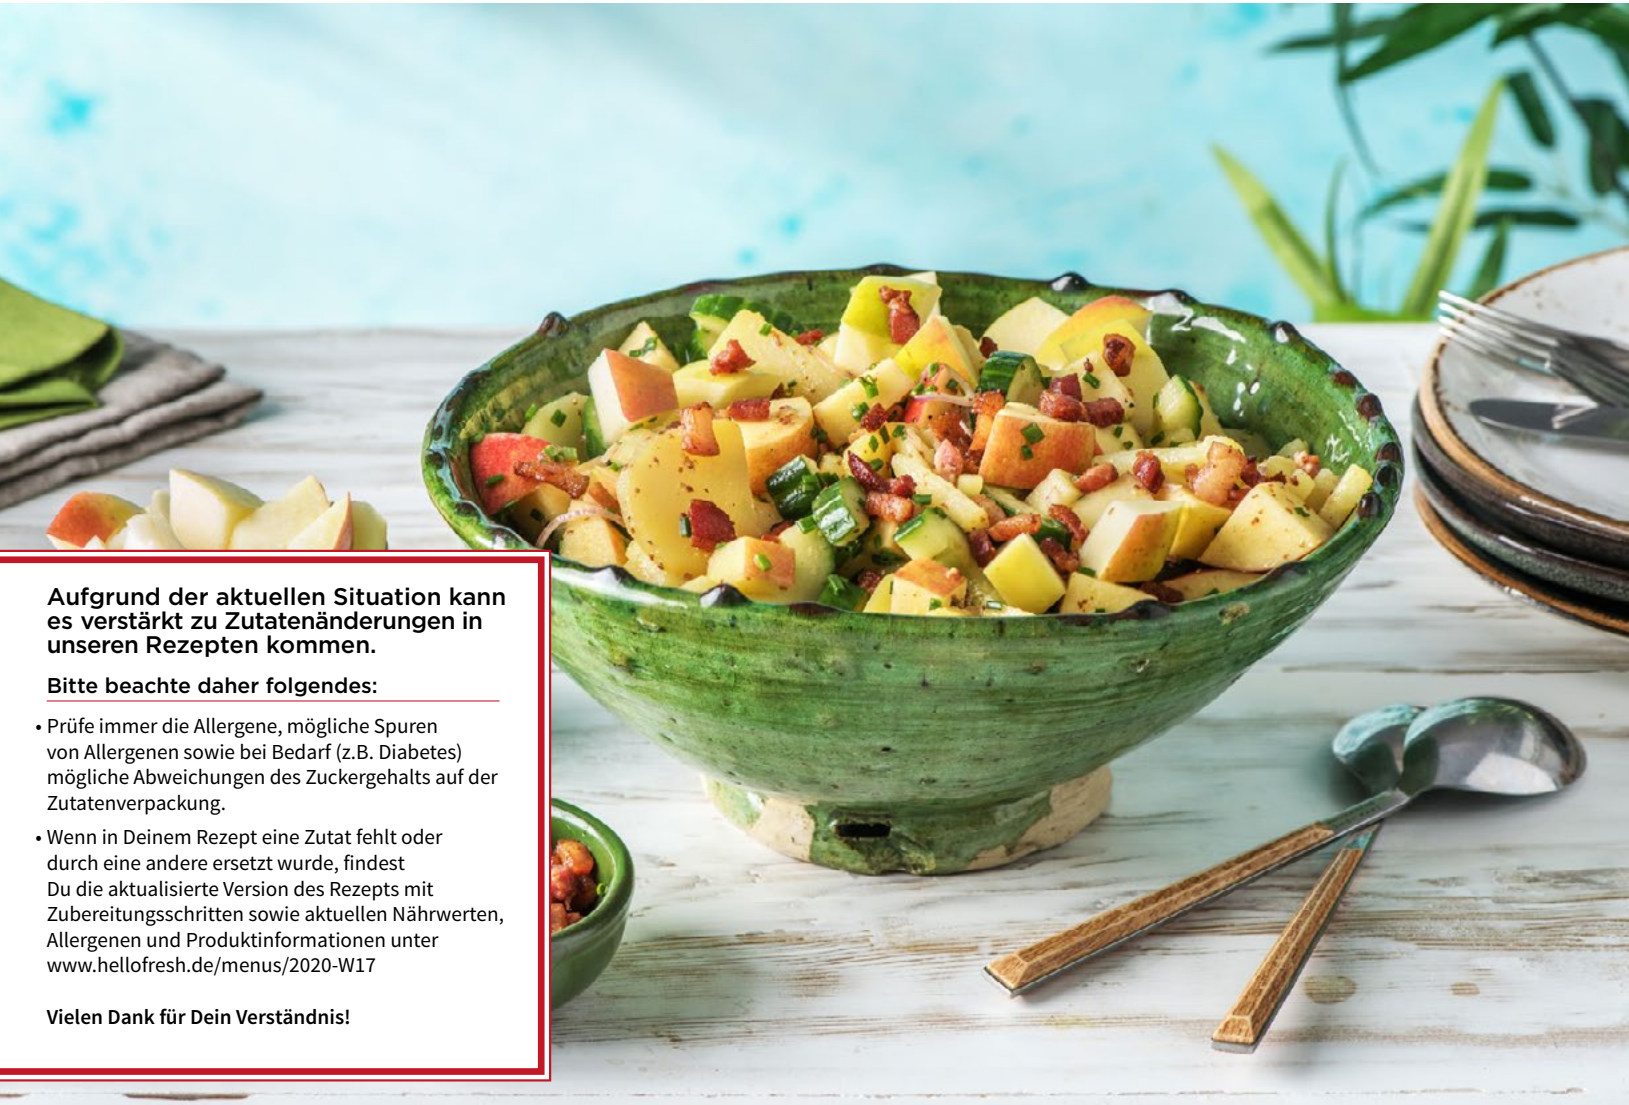 Aufgrund der aktuellen Situation kann
es verstärkt zu Zutatenänderungen in
unseren Rezepten kommen.
Bitte beachte daher folgendes:
• Prüfe immer die Allergene, mögliche Spuren
von Allergenen sowie bei Bedarf (z.B. Diabetes)
mögliche Abweichungen des Zuckergehalts auf der
Zutatenverpackung.
• Wenn in Deinem Rezept eine Zutat fehlt oder
durch eine andere ersetzt wurde, findest
Du die aktualisierte Version des Rezepts mit
Zubereitungsschritten sowie aktuellen Nährwerten,
Allergenen und Produktinformationen unter
www.hellofresh.de/menus/2020-W17
Vielen Dank für Dein Verständnis!